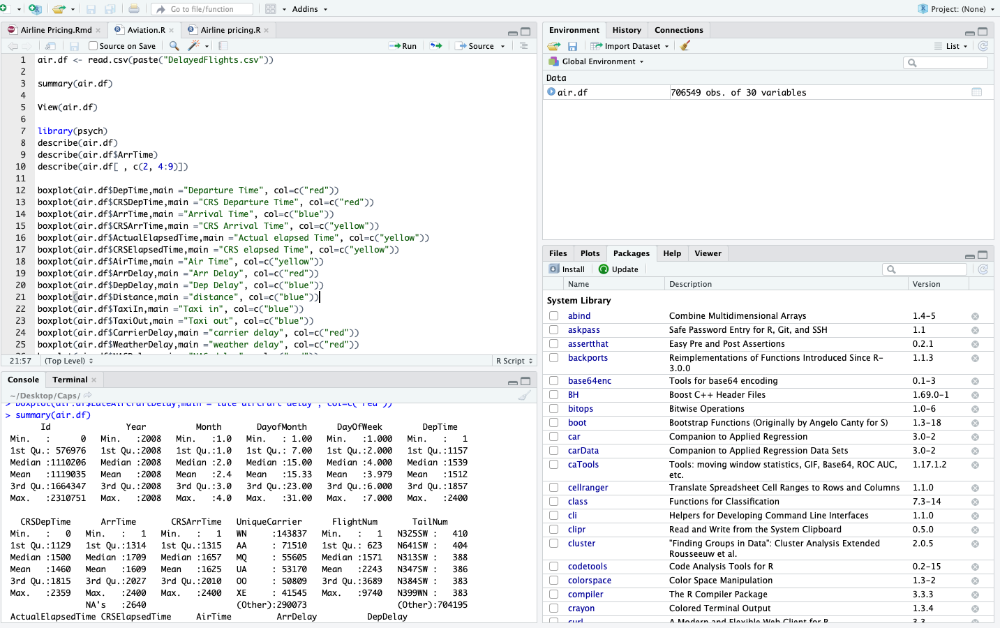 Go to file/function
Addins
Project: (None)
Airline Pricing.Rmd
Aviation.R
Airline pricing.R
Source on Save
Run
Source
1 air.df <- read.csv(paste("DelayedFlights.csv"))
2
3 summary(air.df)
4
5 View(air.df)
6
7 library(psych)
8 describe(air.df)
9 describe(air.df$ArrTime)
10 describe(air.df[ , c(2, 4:9)])
11
12 boxplot(air.df$DepTime,main ="Departure Time", col=c("red"))
13 boxplot(air.df$CRSDepTime,main ="CRS Departure Time", col=c("red"))
14 boxplot(air.df$ArrTime,main ="Arrival Time", col=c("blue"))
15 boxplot(air.df$CRSArrTime,main ="CRS Arrival Time", col=c("yellow"))
16 boxplot(air.df$ActualElapsedTime,main ="Actual elapsed Time", col=c("yellow"))
17 boxplot(air.df$CRSElapsedTime,main ="CRS elapsed Time", col=c("yellow"))
18 boxplot(air.df$AirTime,main ="Air Time", col=c("yellow"))
19 boxplot(air.df$ArrDelay,main ="Arr Delay", col=c("red"))
20 boxplot(air.df$DepDelay,main ="Dep Delay", col=c("blue"))
21 boxplot(air.df$Distance,main ="distance", col=c("blue"))
22 boxplot(air.df$TaxiIn,main ="Taxi in", col=c("blue"))
23 boxplot(air.df$TaxiOut,main ="Taxi out", col=c("blue"))
24 boxplot(air.df$CarrierDelay,main ="carrier delay", col=c("red"))
25 boxplot(air.df$WeatherDelay,main ="weather delay", col=c("red"))
21:57 (Top Level) R Script
Console Terminal
~/Desktop/Caps/
> boxplot(air.df$LateAircraftDelay,main ="late aircraft delay", col=c("red"))
> summary(air.df)
Id Year Month DayofMonth DayOfWeek DepTime
Min. : 0 Min. :2008 Min. :1.0 Min. : 1.00 Min. :1.000 Min. : 1
1st Qu.: 576976 1st Qu.:2008 1st Qu.:1.0 1st Qu.: 7.00 1st Qu.:2.000 1st Qu.:1157
Median :1110206 Median :2008 Median :2.0 Median :15.00 Median :4.000 Median :1539
Mean :1119035 Mean :2008 Mean :2.4 Mean :15.33 Mean :3.979 Mean :1512
3rd Qu.:1664347 3rd Qu.:2008 3rd Qu.:3.0 3rd Qu.:23.00 3rd Qu.:6.000 3rd Qu.:1857
Max. :2310751 Max. :2008 Max. :4.0 Max. :31.00 Max. :7.000 Max. :2400
CRSDepTime ArrTime CRSArrTime UniqueCarrier FlightNum TailNum
Min. : 0 Min. : 1 Min. : 1 WN :143837 Min. : 1 N325SW : 410
1st Qu.:1129 1st Qu.:1314 1st Qu.:1315 AA : 71510 1st Qu.: 623 N641SW : 404
Median :1500 Median :1709 Median :1657 MQ : 55605 Median :1571 N313SW : 388
Mean :1460 Mean :1609 Mean :1625 UA : 53170 Mean :2243 N347SW : 386
3rd Qu.:1815 3rd Qu.:2027 3rd Qu.:2010 OO : 50809 3rd Qu.:3689 N384SW : 383
Max. :2359 Max. :2400 Max. :2400 XE : 41545 Max. :9740 N399WN : 383
NA's :2640 (Other):290073 (Other):704195
ActualElapsedTime CRSElapsedTime AirTime ArrDelay DepDelay
Environment History Connections
Import Dataset List
Global Environment
Data
air.df 706549 obs. of 30 variables
Files Plots Packages Help Viewer
Install Update
Name Description Version
System Library
abind Combine Multidimensional Arrays 1.4-5
askpass Safe Password Entry for R, Git, and SSH 1.1
assertthat Easy Pre and Post Assertions 0.2.1
backports Reimplementations of Functions Introduced Since R- 1.1.3
3.0.0
base64enc Tools for base64 encoding 0.1-3
BH Boost C++ Header Files 1.69.0-1
bitops Bitwise Operations 1.0-6
boot Bootstrap Functions (Originally by Angelo Canty for S) 1.3-18
car Companion to Applied Regression 3.0-2
carData Companion to Applied Regression Data Sets 3.0-2
caTools Tools: moving window statistics, GIF, Base64, ROC AUC, 1.17.1.2
etc.
cellranger Translate Spreadsheet Cell Ranges to Rows and Columns 1.1.0
class Functions for Classification 7.3-14
cli Helpers for Developing Command Line Interfaces 1.1.0
clipr Read and Write from the System Clipboard 0.5.0
cluster "Finding Groups in Data": Cluster Analysis Extended 2.0.5
Rousseeuw et al.
codetools Code Analysis Tools for R 0.2-15
colorspace Color Space Manipulation 1.3-2
compiler The R Compiler Package 3.3.3
crayon Colored Terminal Output 1.3.4
curl A Modern and Flexible Web Client for R 3.3